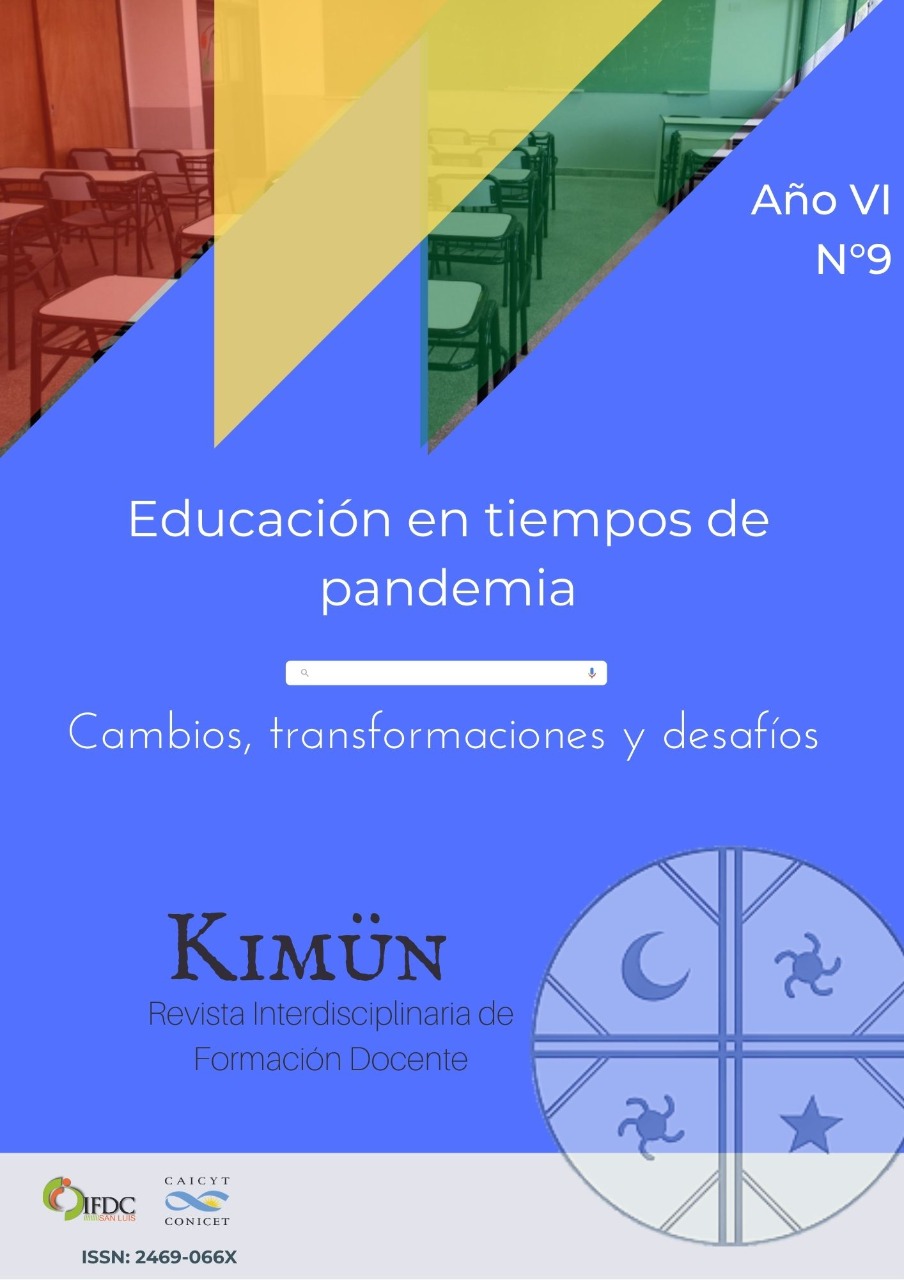 Año VI
N°9
Educación en tiempos de
pandemia
Cambios, transformaciones y desafíos
Kimün
Revista Interdisciplinaria de
Formación Docente
IFDC
SAN LUIS
CAICYT
CONICET
ISSN: 2469-066X